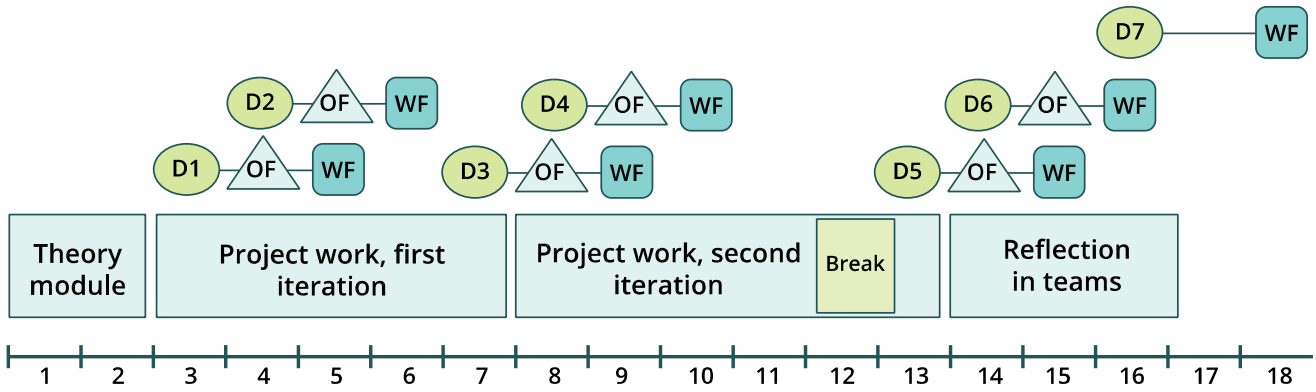 D7 WF
D2 OF WF
D4 OF WF
D6 OF WF
D1 OF WF
D3 OF WF
D5 OF WF
Theory
module
Project work, first
iteration
Project work, second
iteration
Break
Reflection
in teams
1 2 3 4 5 6 7 8 9 10 11 12 13 14 15 16 17 18